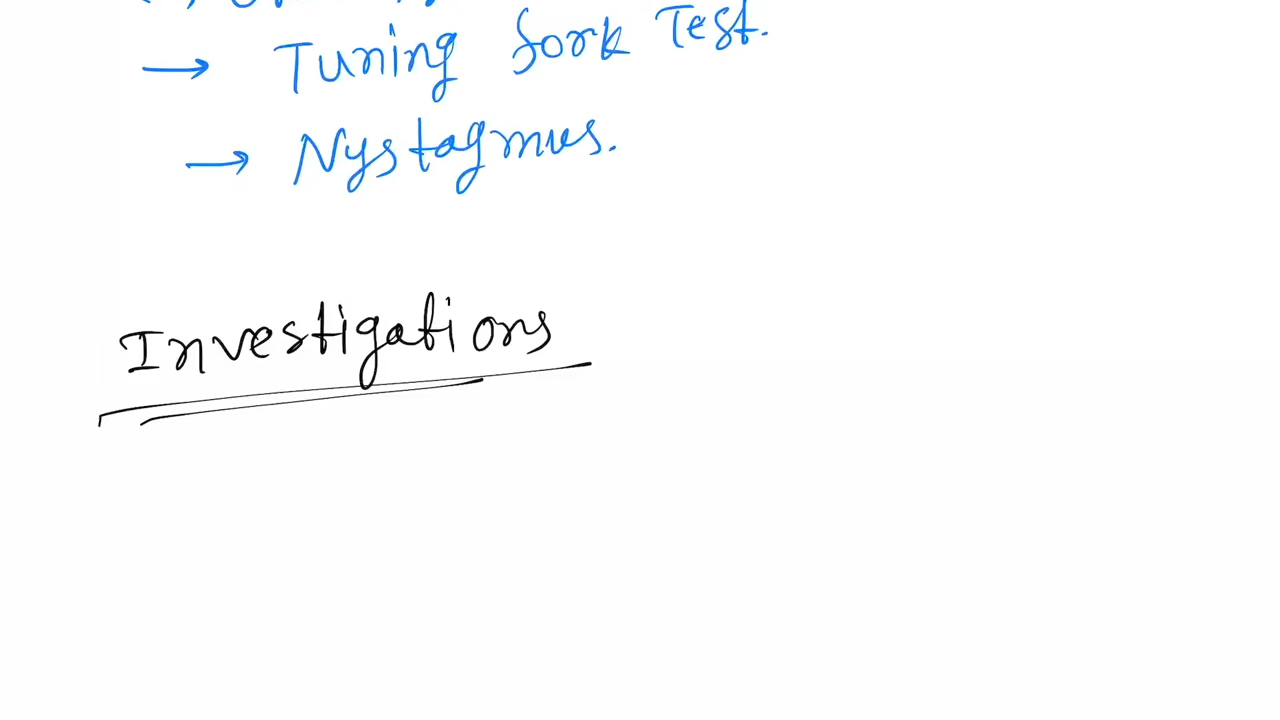 → Tuning fork Test.
→ Nystagmus.
Investigations